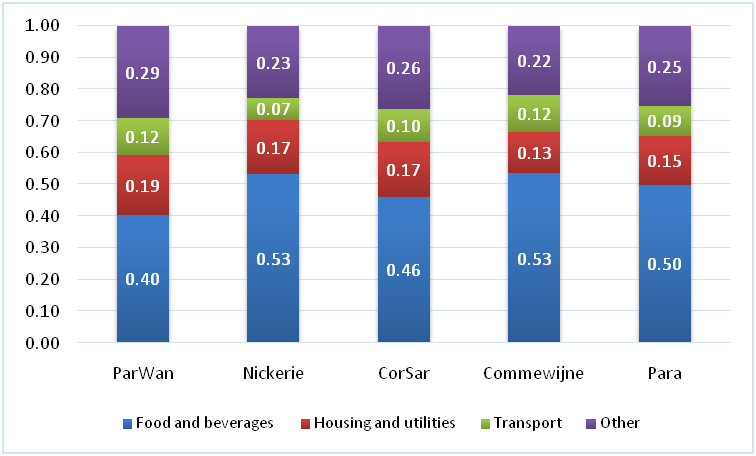 1.00
0.90
0.80
0.70
0.60
0.50
0.40
0.30
0.20
0.10
0.00
0.29 0.23 0.26 0.22 0.25
0.12 0.07 0.10 0.12 0.09
0.19 0.17 0.17 0.13 0.15
0.40 0.53 0.46 0.53 0.50
ParWan Nickerie CorSar Commewijne Para
Food and beverages Housing and utilities Transport Other